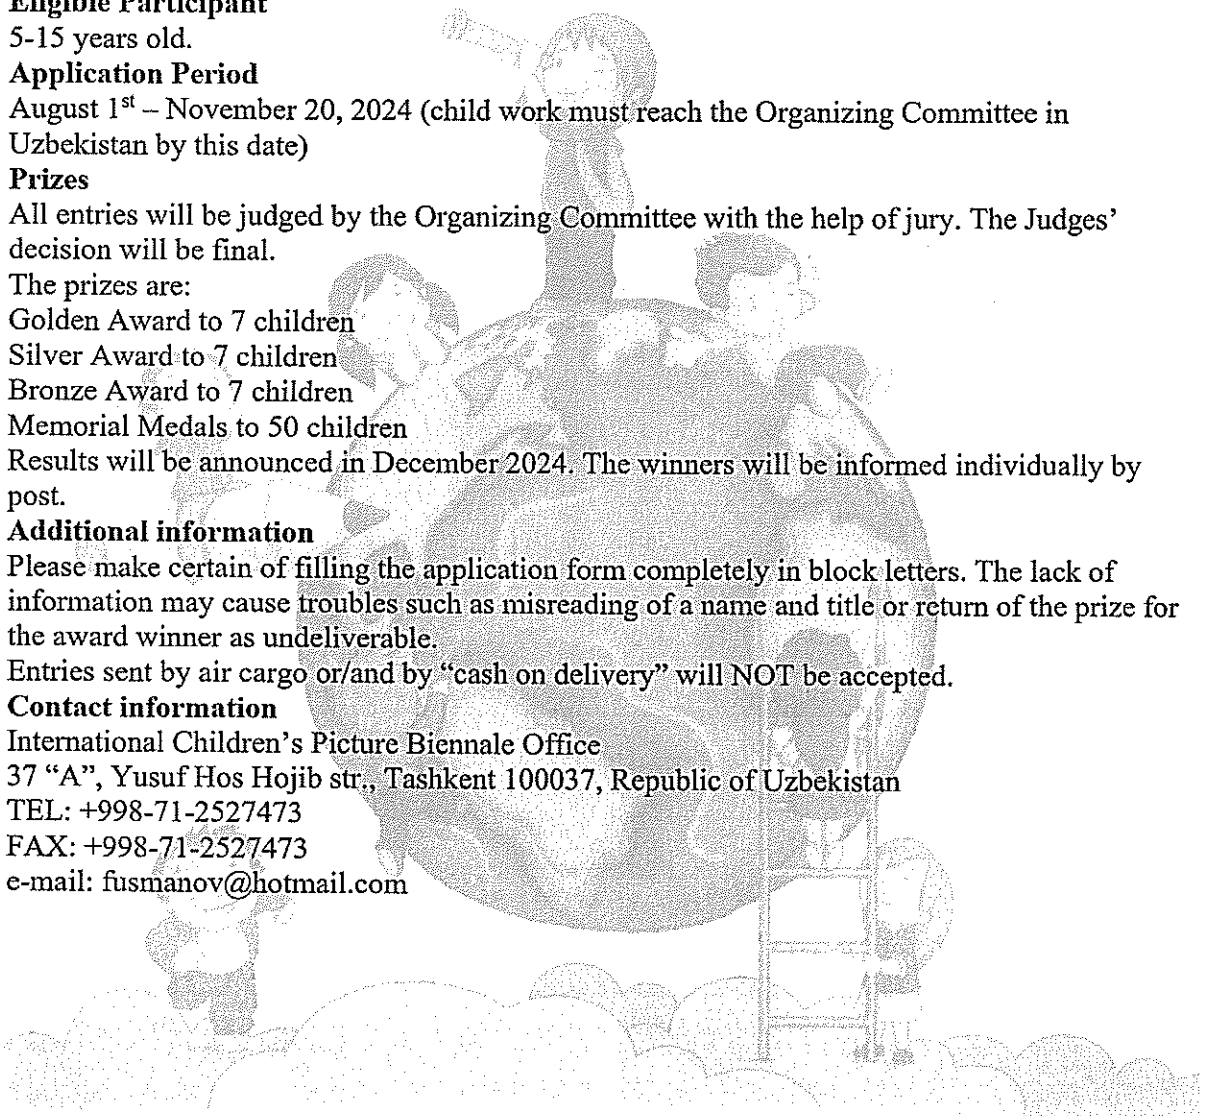 Eligible Participant
5-15 years old.
Application Period
August 1st – November 20, 2024 (child work must reach the Organizing Committee in
Uzbekistan by this date)
Prizes
All entries will be judged by the Organizing Committee with the help of jury. The Judges’
decision will be final.
The prizes are:
Golden Award to 7 children
Silver Award to 7 children
Bronze Award to 7 children
Memorial Medals to 50 children
Results will be announced in December 2024. The winners will be informed individually by
post.
Additional information
Please make certain of filling the application form completely in block letters. The lack of
information may cause troubles such as misreading of a name and title or return of the prize for
the award winner as undeliverable.
Entries sent by air cargo or/and by “cash on delivery” will NOT be accepted.
Contact information
International Children’s Picture Biennale Office
37 “A”, Yusuf Hos Hojib str., Tashkent 100037, Republic of Uzbekistan
TEL: +998-71-2527473
FAX: +998-71-2527473
e-mail: fusmanov@hotmail.com